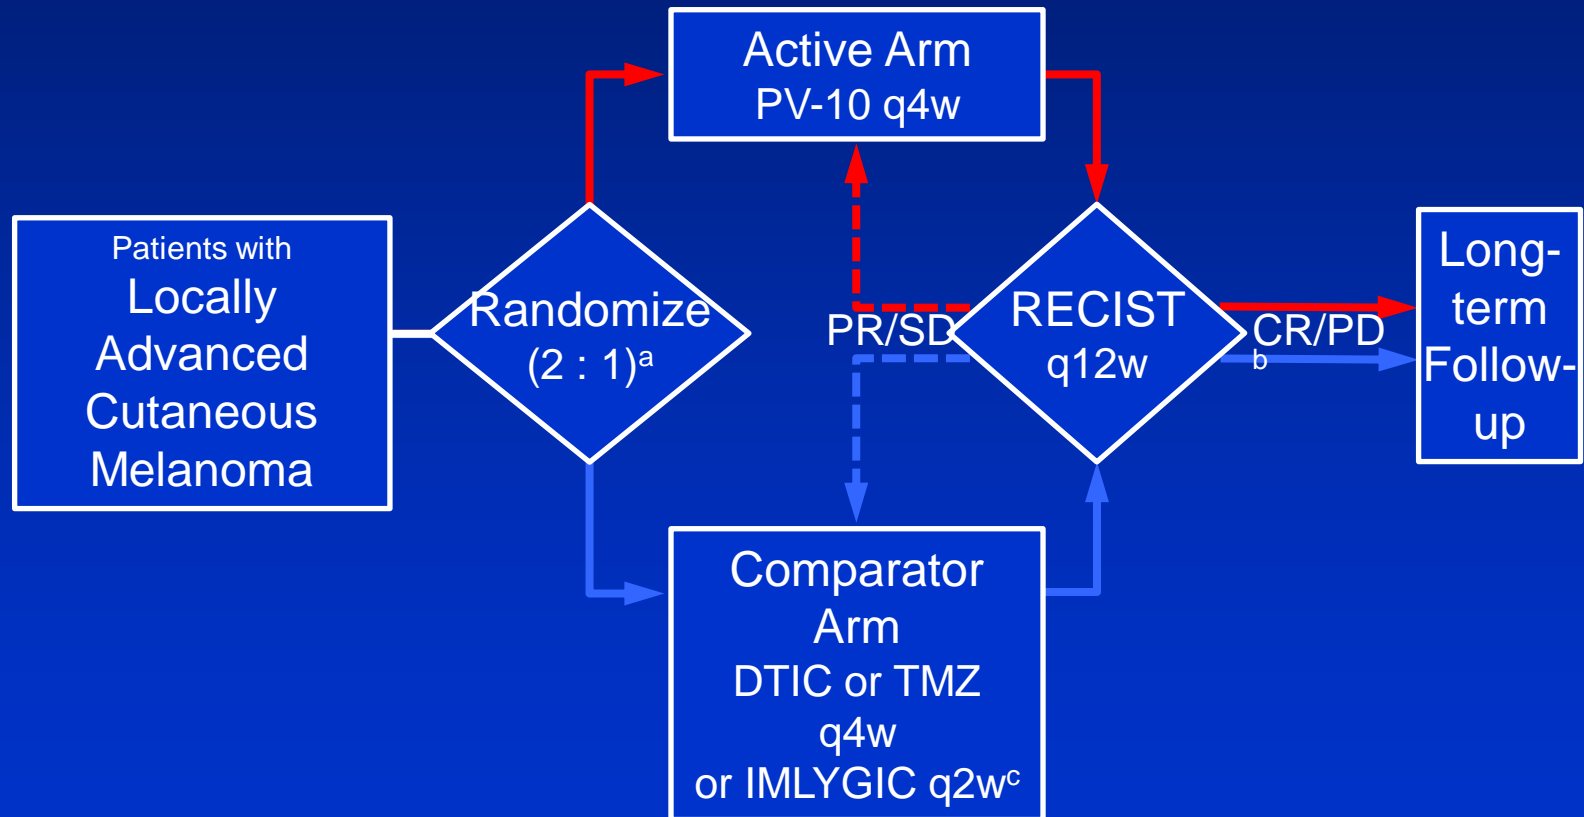 Active Arm
PV-10 q4w
Patients with
Locally
Advanced
Cutaneous
Melanoma
Randomize
(2 : 1)ᵃ
PR/SD
RECIST
q12w
CR/PD
b
Long-
term
Follow-
up
Comparator
Arm
DTIC or TMZ
q4w
or IMLYGIC q2wᶜ